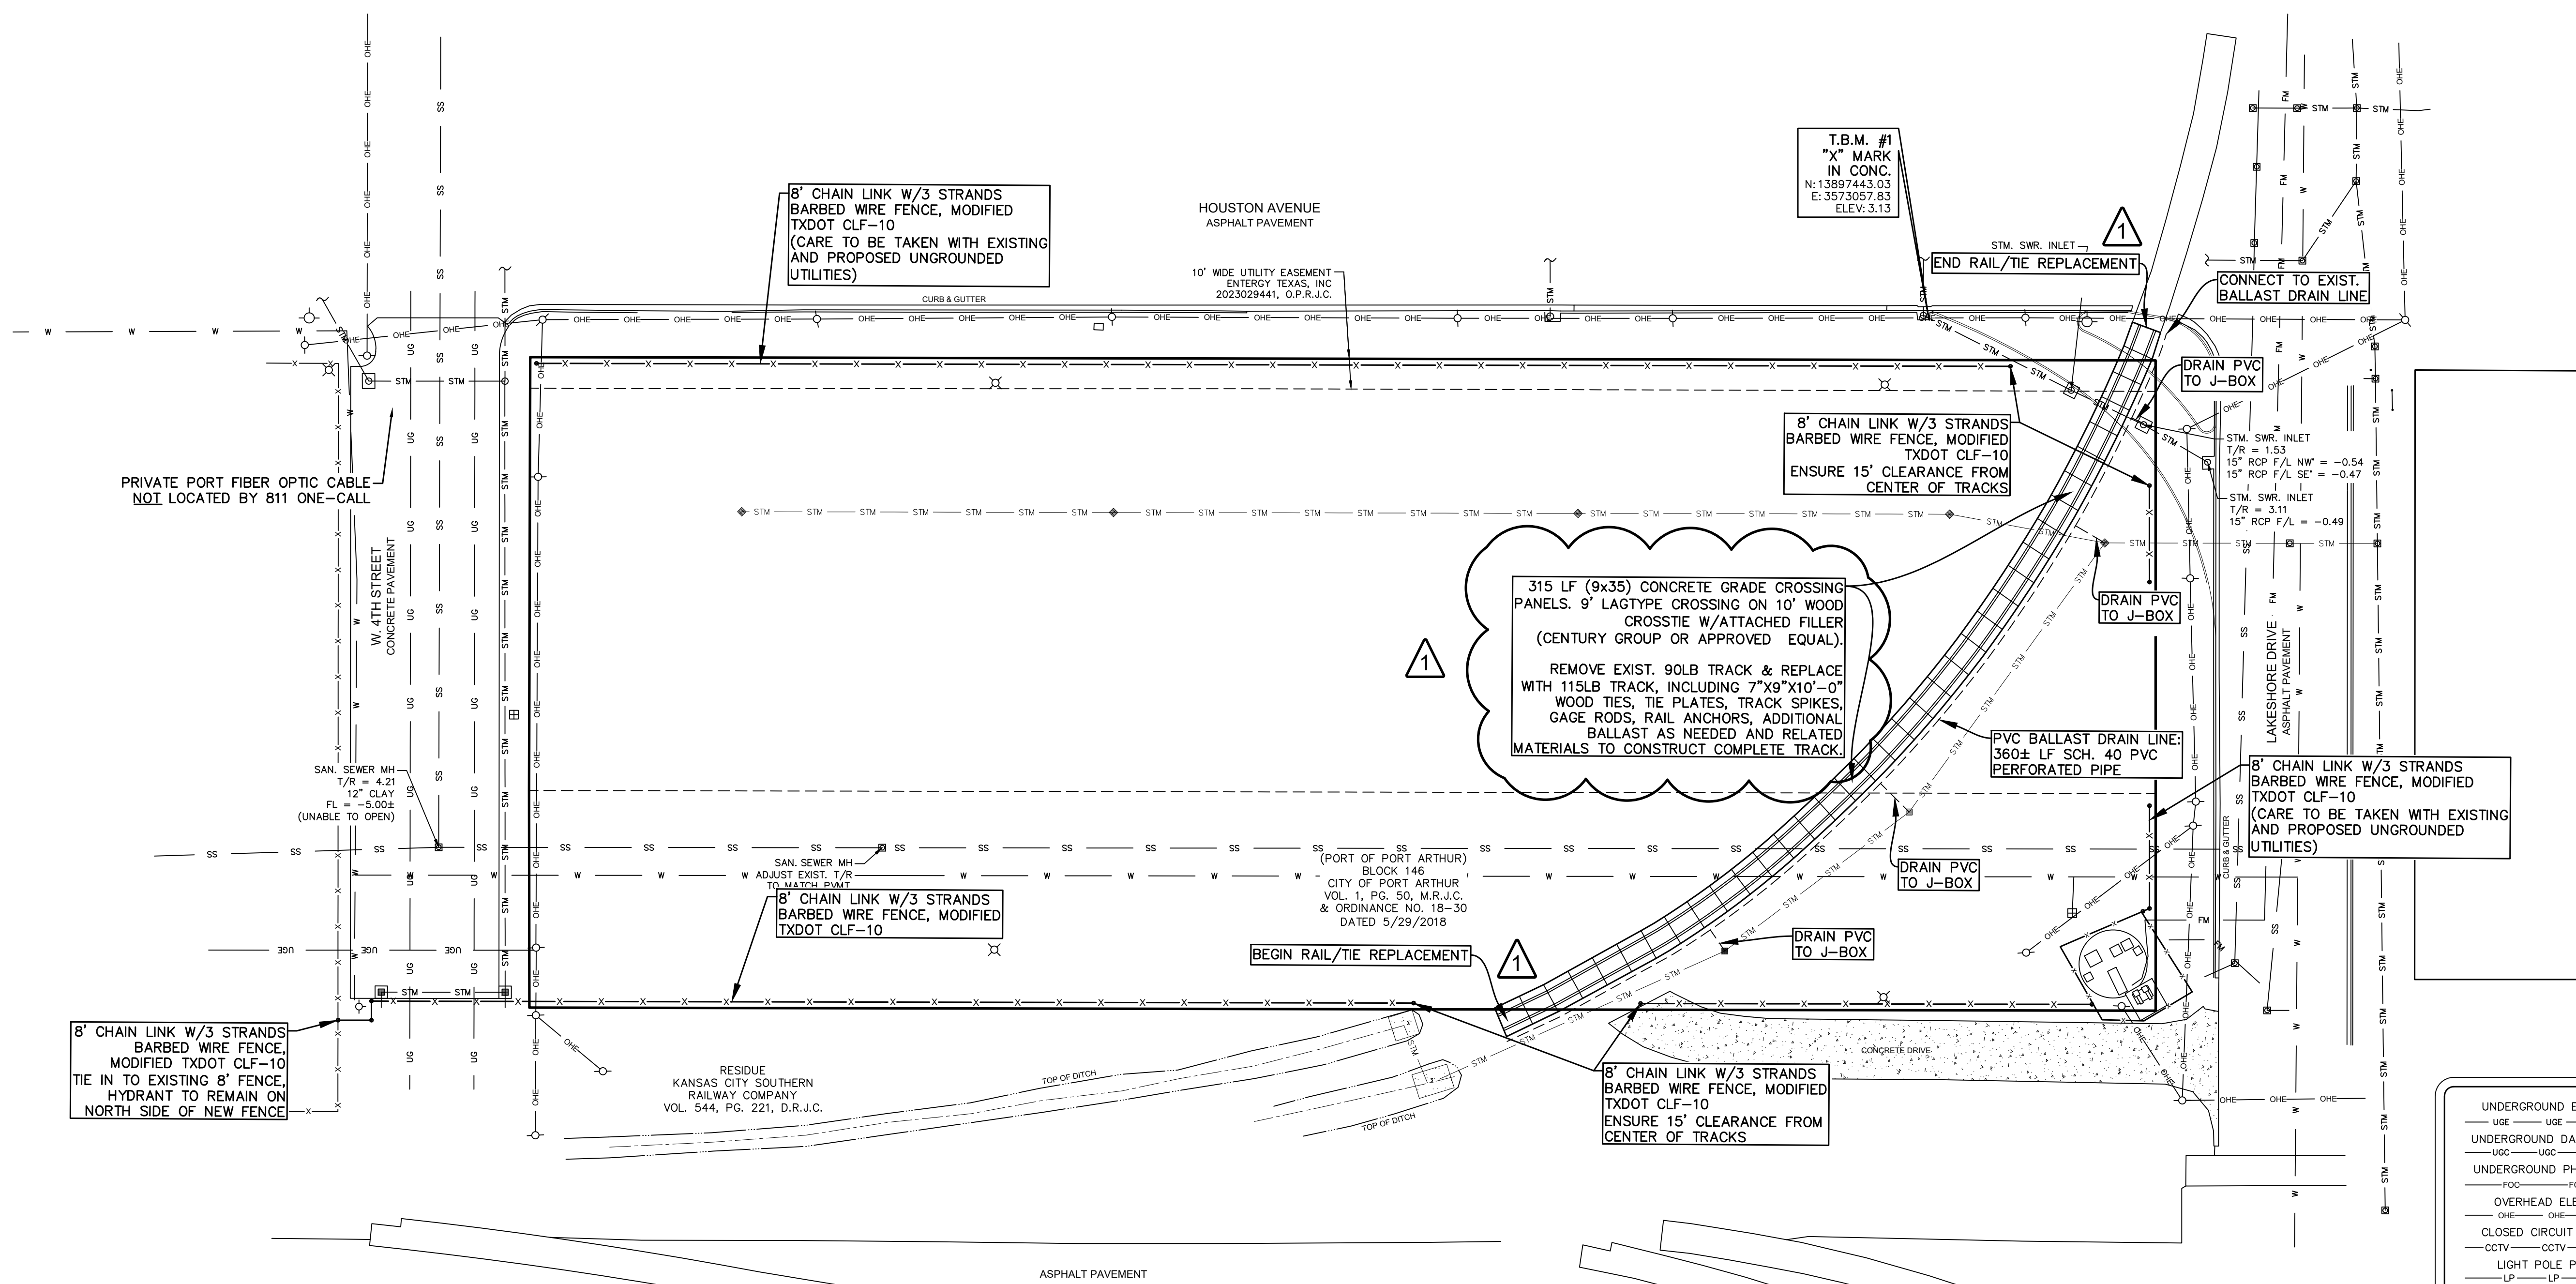 T.B.M. #1
"X" MARK
IN CONC.
N: 13897443.03
E: 3573057.83
ELEV: 3.13
8' CHAIN LINK W/3 STRANDS
BARBED WIRE FENCE, MODIFIED
TXDOT CLF-10
(CARE TO BE TAKEN WITH EXISTING
AND PROPOSED UNGROUNDED
UTILITIES)
HOUSTON AVENUE
ASPHALT PAVEMENT
10' WIDE UTILITY EASEMENT
ENTERGY TEXAS, INC
2023029441, O.P.R.J.C.
CURB & GUTTER
STM. SWR. INLET
1
END RAIL/TIE REPLACEMENT
CONNECT TO EXIST.
BALLAST DRAIN LINE
DRAIN PVC
TO J-BOX
8' CHAIN LINK W/3 STRANDS
BARBED WIRE FENCE, MODIFIED
TXDOT CLF-10
ENSURE 15' CLEARANCE FROM
CENTER OF TRACKS
STM. SWR. INLET
T/R = 1.53
15" RCP F/L NW' = -0.54
15" RCP F/L SE' = -0.47
STM. SWR. INLET
T/R = 3.11
15" RCP F/L = -0.49
PRIVATE PORT FIBER OPTIC CABLE
NOT LOCATED BY 811 ONE-CALL
W. 4TH STREET
CONCRETE PAVEMENT
315 LF (9x35) CONCRETE GRADE CROSSING
PANELS. 9' LAGTYPE CROSSING ON 10' WOOD
CROSSTIE W/ATTACHED FILLER
(CENTURY GROUP OR APPROVED EQUAL).
REMOVE EXIST. 90LB TRACK & REPLACE
WITH 115LB TRACK, INCLUDING 7"X9"X10'-0"
WOOD TIES, TIE PLATES, TRACK SPIKES,
GAGE RODS, RAIL ANCHORS, ADDITIONAL
BALLAST AS NEEDED AND RELATED
MATERIALS TO CONSTRUCT COMPLETE TRACK.
1
DRAIN PVC
TO J-BOX
LAKESHORE DRIVE
ASPHALT PAVEMENT
PVC BALLAST DRAIN LINE:
360± LF SCH. 40 PVC
PERFORATED PIPE
8' CHAIN LINK W/3 STRANDS
BARBED WIRE FENCE, MODIFIED
TXDOT CLF-10
(CARE TO BE TAKEN WITH EXISTING
AND PROPOSED UNGROUNDED
UTILITIES)
CURB & GUTTER
SAN. SEWER MH
T/R = 4.21
12" CLAY
FL = -5.00±
(UNABLE TO OPEN)
SAN. SEWER MH
ADJUST EXIST. T/R
TO MATCH PVMT
8' CHAIN LINK W/3 STRANDS
BARBED WIRE FENCE, MODIFIED
TXDOT CLF-10
(PORT OF PORT ARTHUR)
BLOCK 146
CITY OF PORT ARTHUR
VOL. 1, PG. 50, M.R.J.C.
& ORDINANCE NO. 18-30
DATED 5/29/2018
DRAIN PVC
TO J-BOX
DRAIN PVC
TO J-BOX
BEGIN RAIL/TIE REPLACEMENT
1
8' CHAIN LINK W/3 STRANDS
BARBED WIRE FENCE,
MODIFIED TXDOT CLF-10
TIE IN TO EXISTING 8' FENCE,
HYDRANT TO REMAIN ON
NORTH SIDE OF NEW FENCE
RESIDUE
KANSAS CITY SOUTHERN
RAILWAY COMPANY
VOL. 544, PG. 221, D.R.J.C.
TOP OF DITCH
TOP OF DITCH
CONCRETE DRIVE
8' CHAIN LINK W/3 STRANDS
BARBED WIRE FENCE, MODIFIED
TXDOT CLF-10
ENSURE 15' CLEARANCE FROM
CENTER OF TRACKS
ASPHALT PAVEMENT
UNDERGROUND
UGE UGE
UNDERGROUND
UGC UGC
UNDERGROUND
FOC
OVERHEAD
OHE OHE
CLOSED CIRCUIT
CCTV CCTV
LIGHT POLE
LP LP